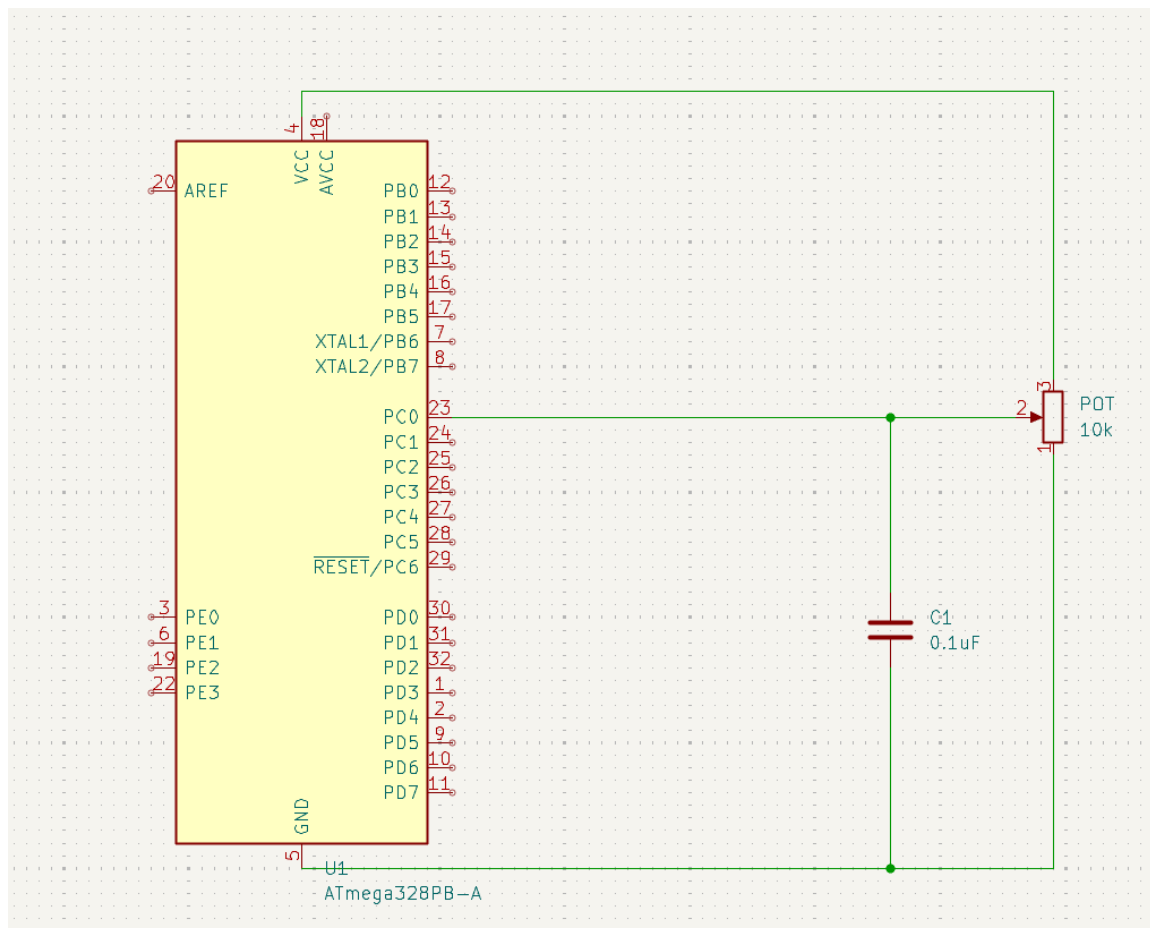 4
18
VCC
AVCC
20
AREF
PB0
12
PB1
13
PB2
14
PB3
15
PB4
16
PB5
17
XTAL1/PB6
7
XTAL2/PB7
8
PC0
23
PC1
24
PC2
25
PC3
26
PC4
27
PC5
28
RESET/PC6
29
3
PE0
6
PE1
19
PE2
22
PE3
PD0
30
PD1
31
PD2
32
PD3
1
PD4
2
PD5
9
PD6
10
PD7
11
GND
5
U1
ATmega328PB-A
3
2
1
POT
10k
C1
0.1uF